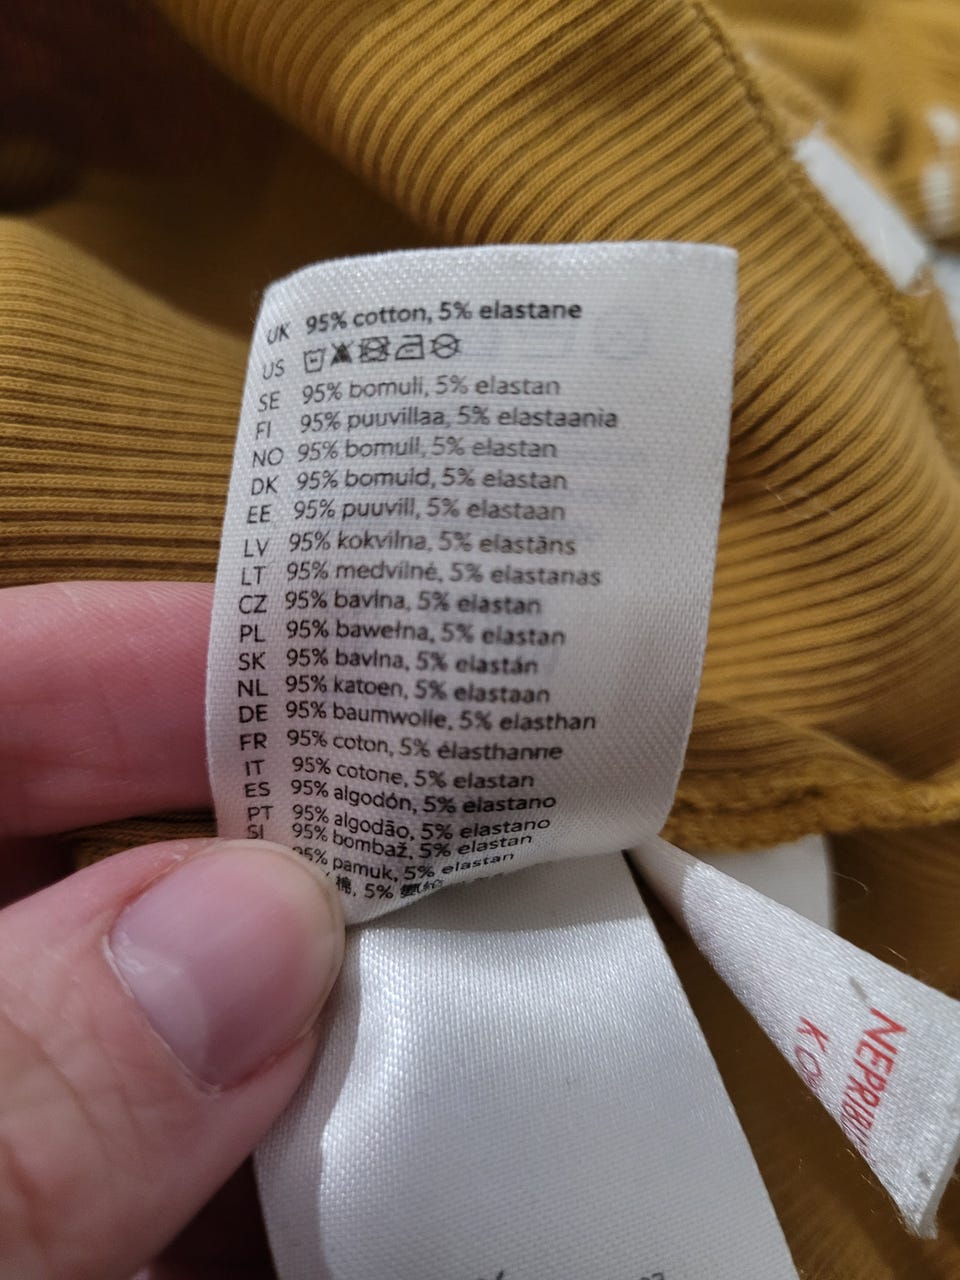 UK 95% cotton, 5% elastane
US
SE 95% bomull, 5% elastan
FI 95% puuvillaa, 5% elastaania
NO 95% bomull, 5% elastan
DK 95% bomuld, 5% elastan
EE 95% puuvill, 5% elastaan
LV 95% kokvilna, 5% elastāns
LT 95% medvilnė, 5% elastanas
CZ 95% bavlna, 5% elastan
PL 95% bawełna, 5% elastan
SK 95% bavlna, 5% elastán
NL 95% katoen, 5% elastaan
DE 95% baumwolle, 5% elasthan
FR 95% coton, 5% élasthanne
IT 95% cotone, 5% elastan
ES 95% algodón, 5% elastano
PT 95% algodão, 5% elastano
SI 95% bombaž, 5% elastan
95% pamuk, 5% elastan
% 棉, 5%